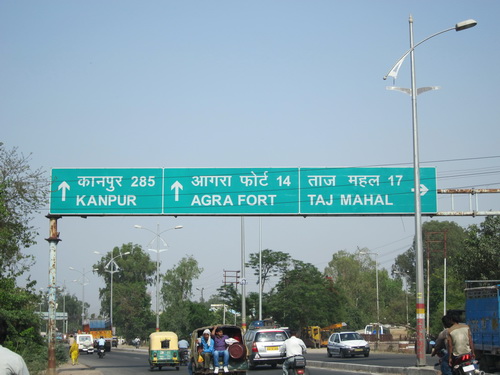 कानपुर 285
KANPUR
आगरा फोर्ट 14
AGRA FORT
ताज महल 17
TAJ MAHAL